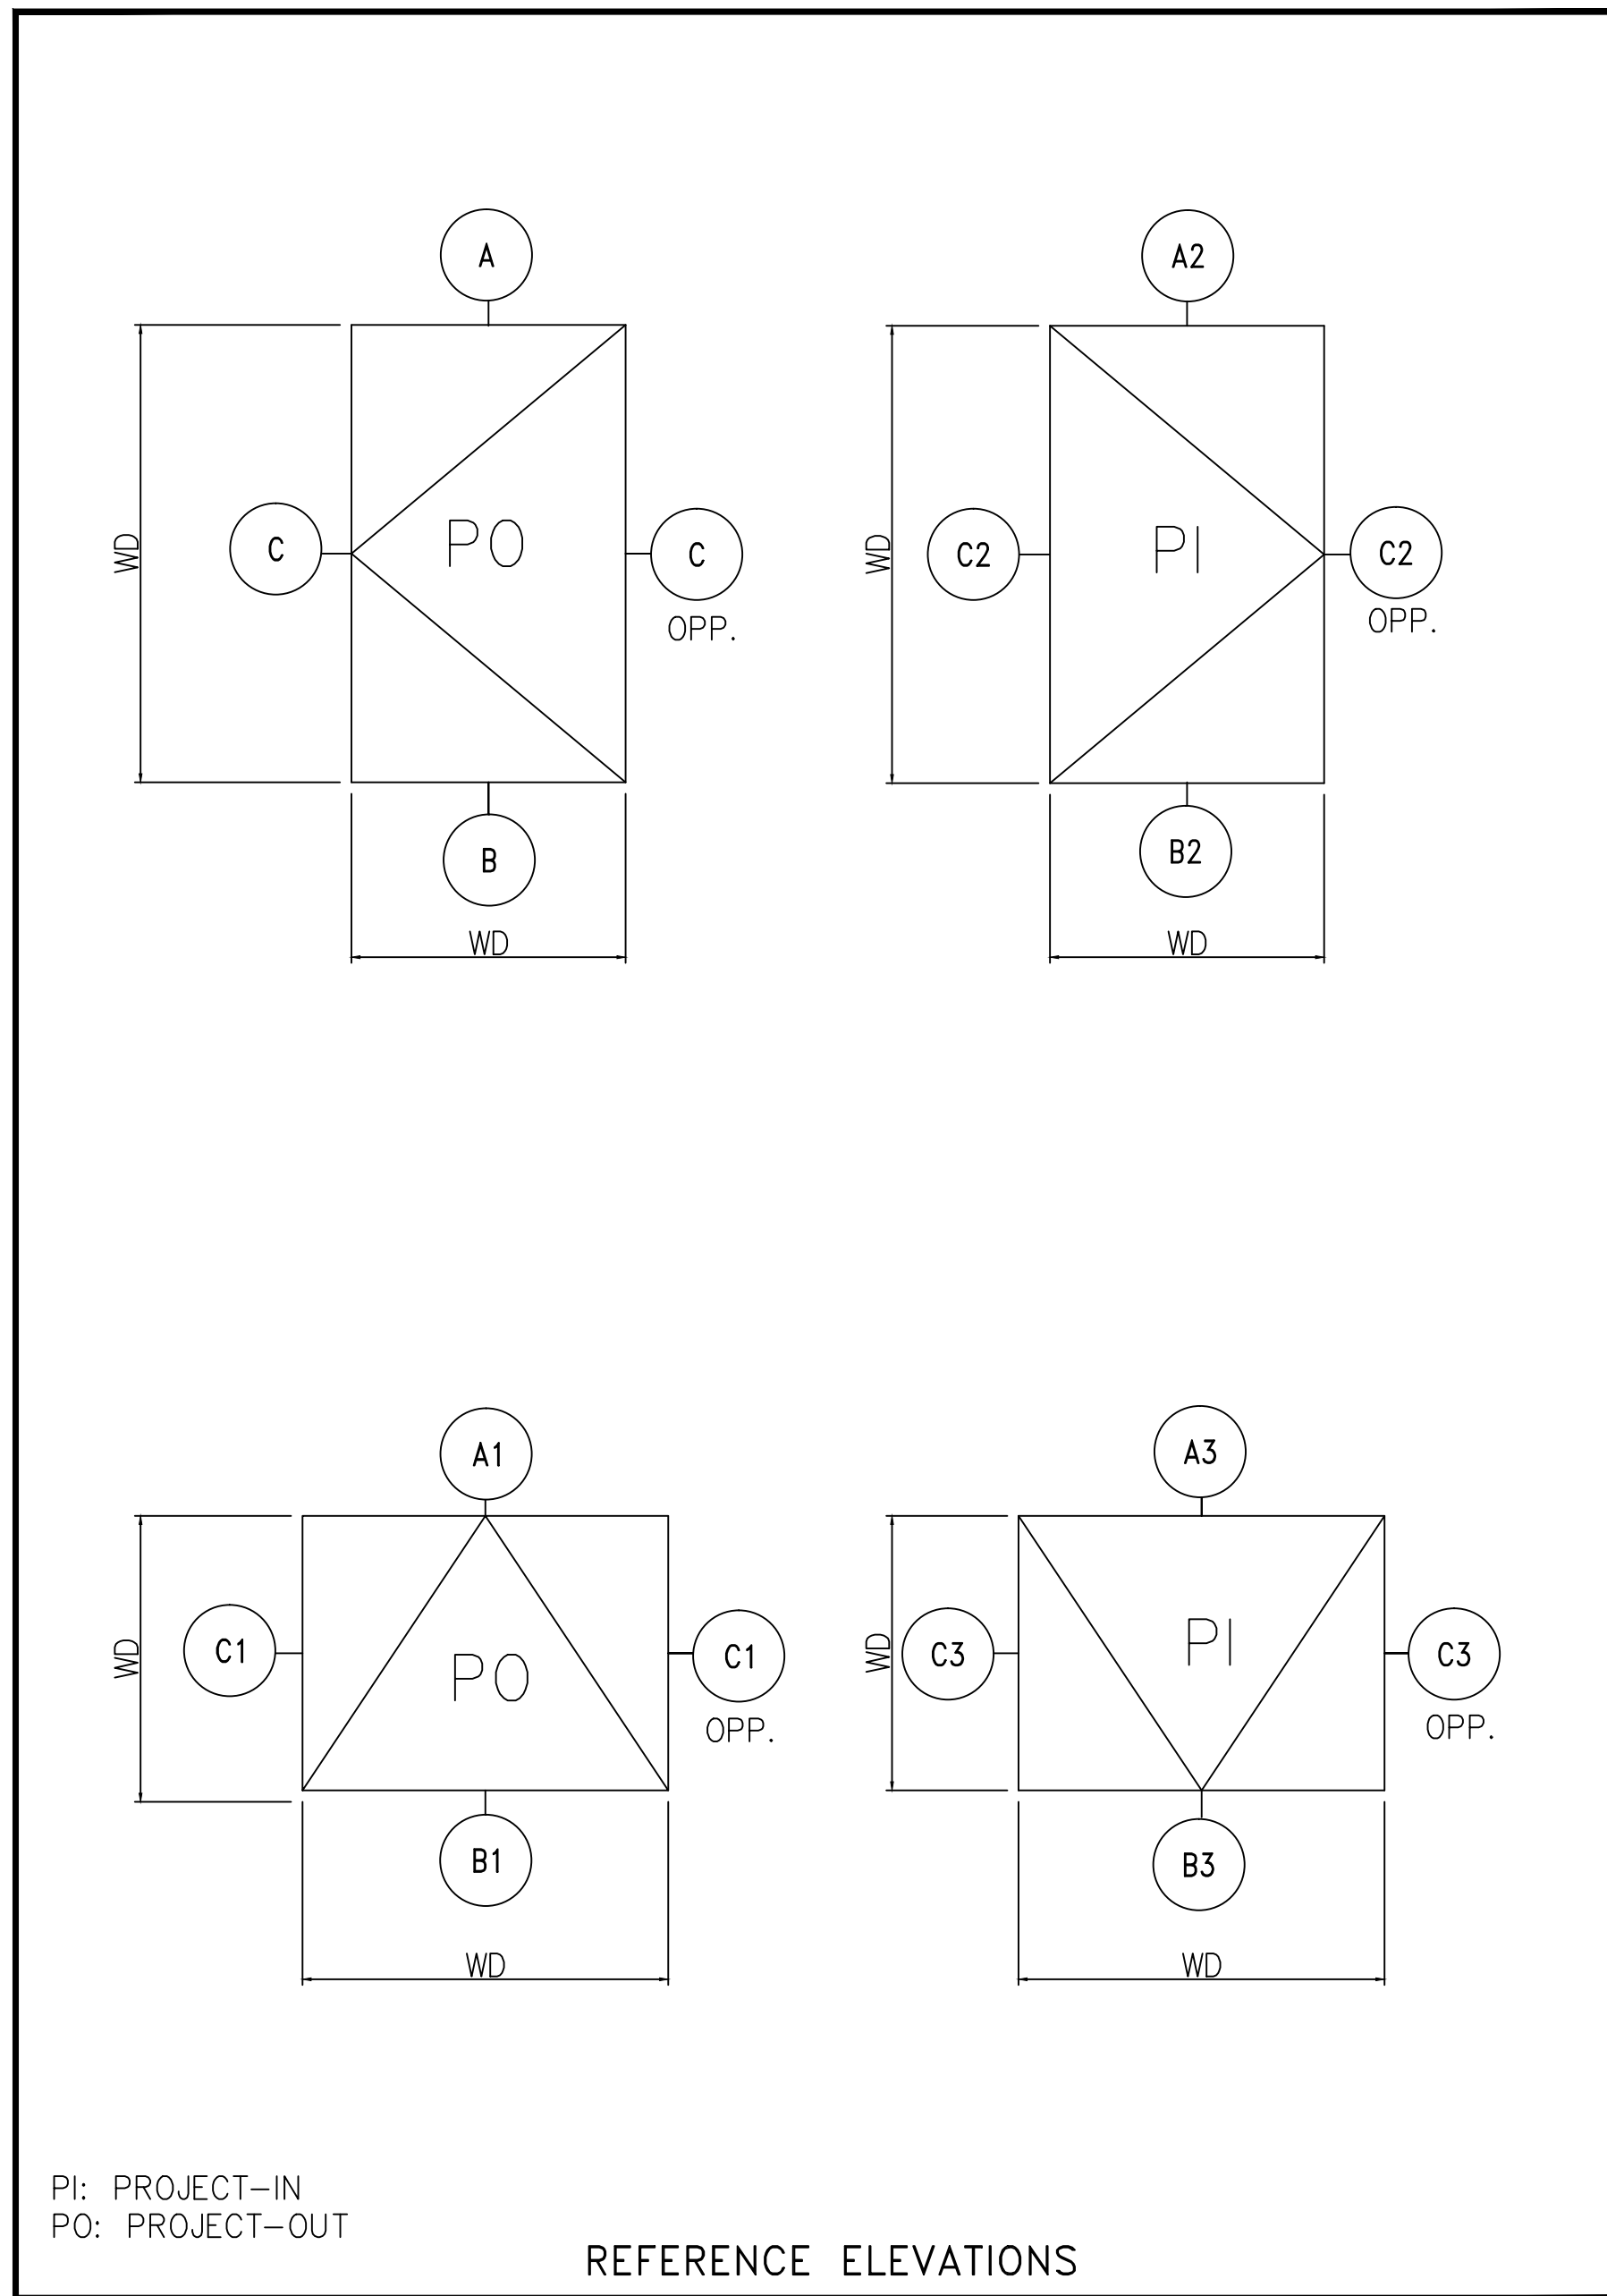 A
WD
C
PO
C
OPP.
B
WD
A2
WD
C2
PI
C2
OPP.
B2
WD
A1
WD
C1
PO
C1
OPP.
B1
WD
A3
WD
C3
PI
C3
OPP.
B3
WD
PI: PROJECT-IN
PO: PROJECT-OUT
REFERENCE ELEVATIONS